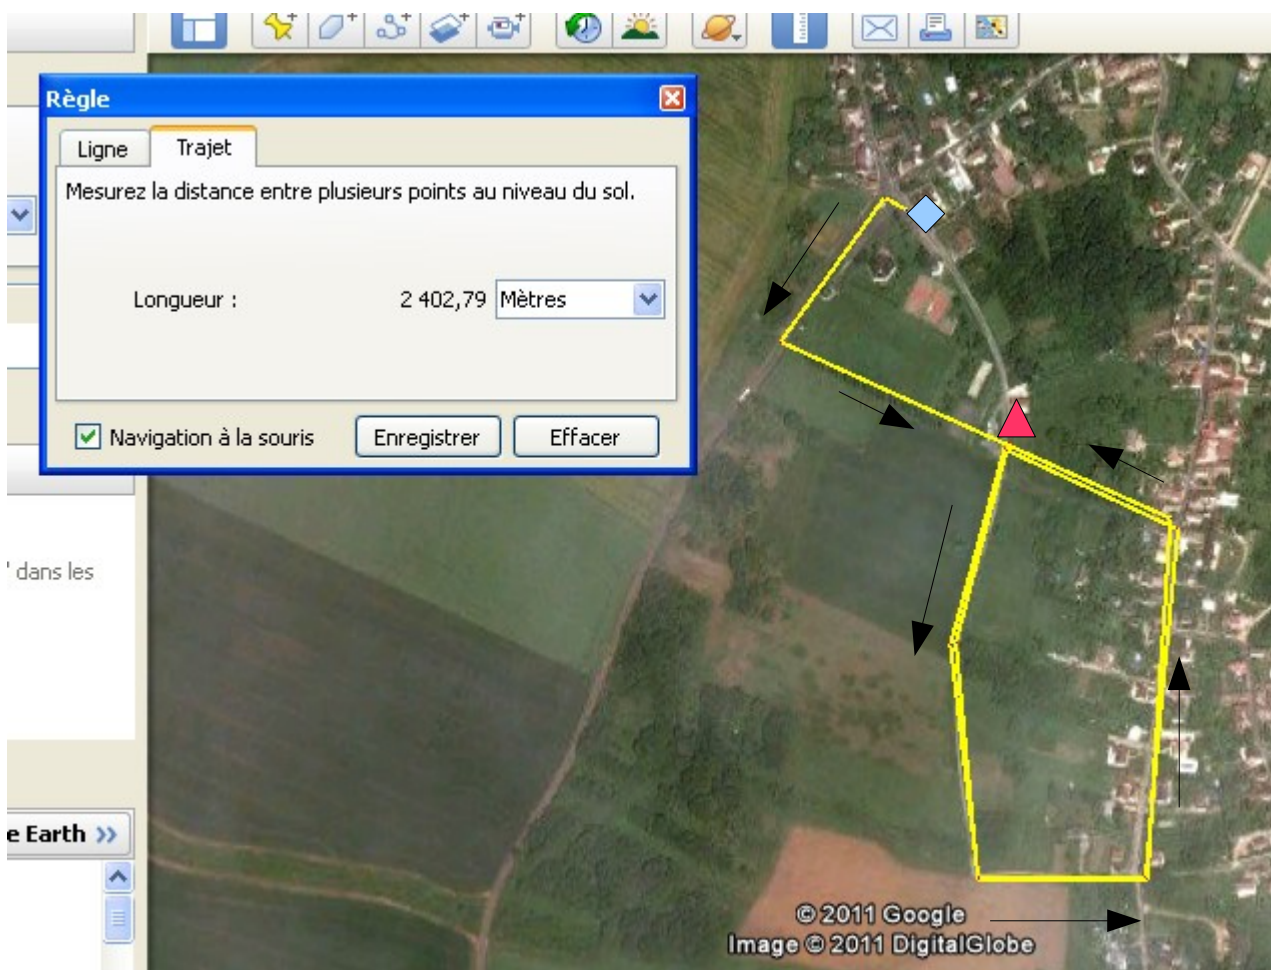 Règle
Ligne
Trajet
Mesurez la distance entre plusieurs points au niveau du sol.
Longueur :
2 402,79
Mètres
Navigation à la souris
Enregistrer
Effacer
" dans les
e Earth
© 2011 Google
Image © 2011 DigitalGlobe